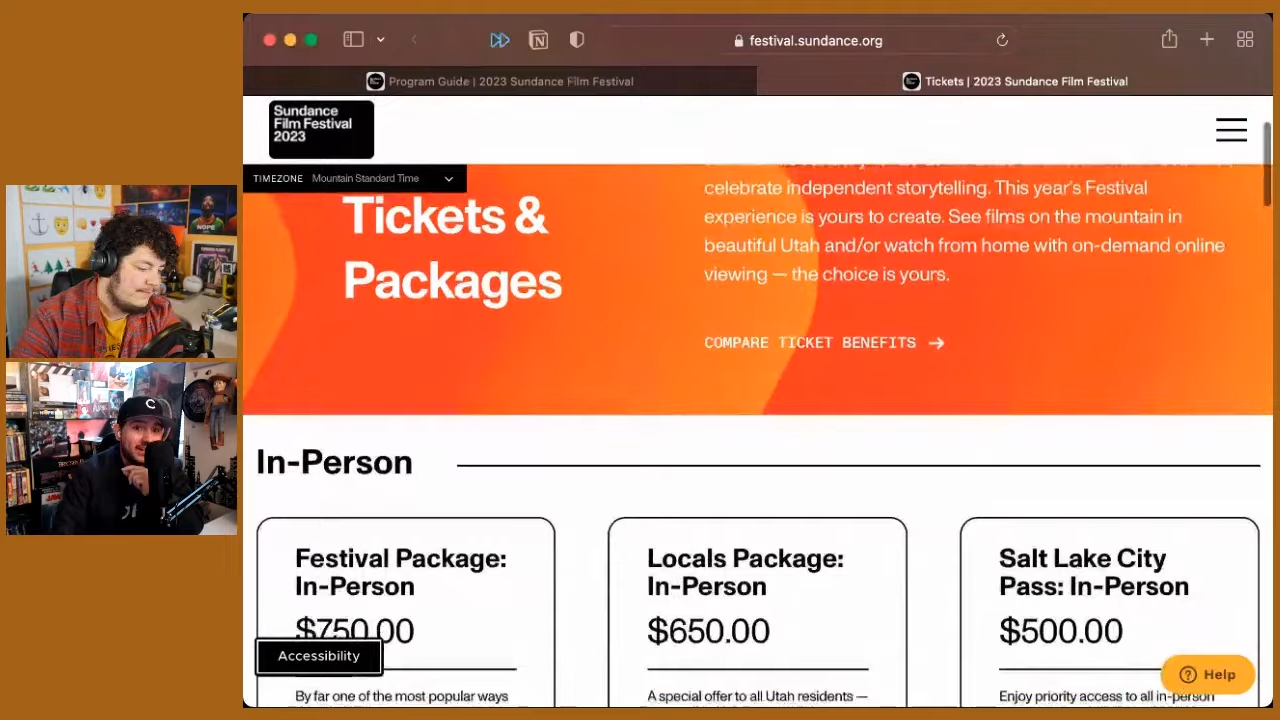 festival.sundance.org
Program Guide | 2023 Sundance Film Festival
Tickets | 2023 Sundance Film Festival
Sundance
Film Festival
2023
TIMEZONE Mountain Standard Time
Tickets &
Packages
celebrate independent storytelling. This year's Festival
experience is yours to create. See films on the mountain in
beautiful Utah and/or watch from home with on-demand online
viewing — the choice is yours.
COMPARE TICKET BENEFITS →
In-Person
Festival Package:
In-Person
$750.00
By far one of the most popular ways
Locals Package:
In-Person
$650.00
A special offer to all Utah residents —
Salt Lake City
Pass: In-Person
$500.00
Enjoy priority access to all in-person
Accessibility
Help
NOPE